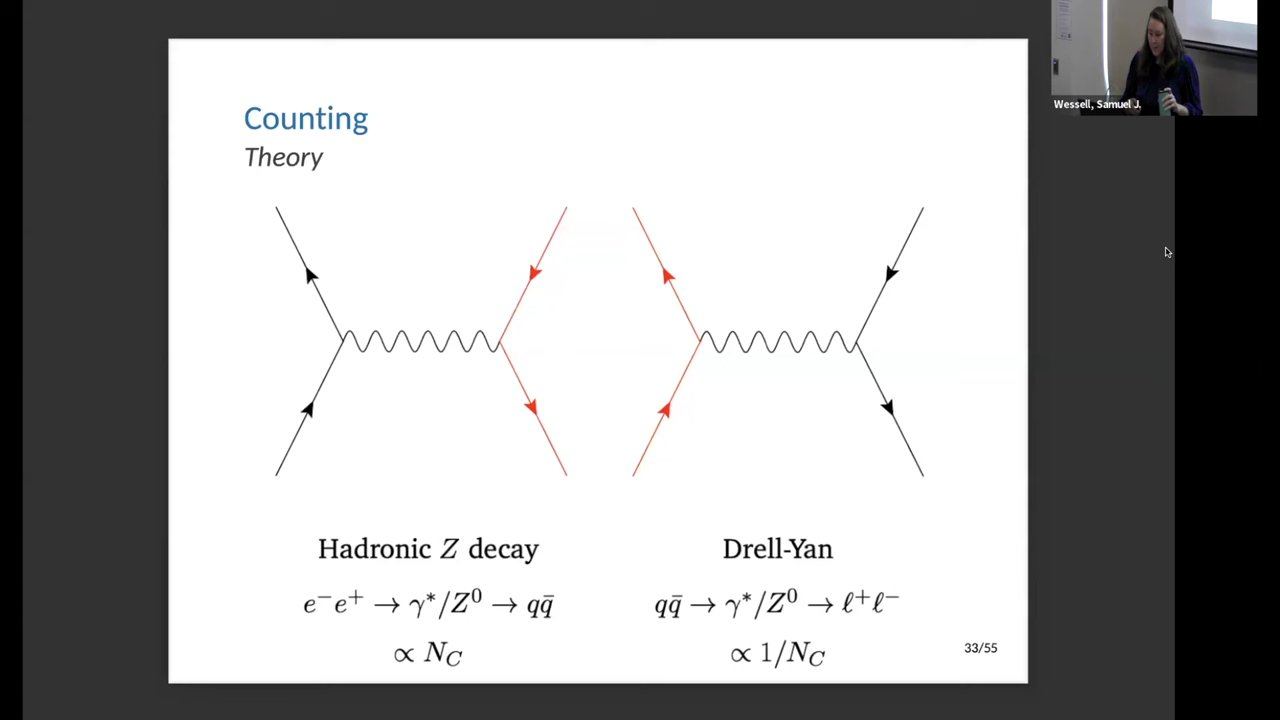 Counting
Theory
Hadronic Z decay
e⁻e⁺ → γ*/Z⁰ → qq̄
∝ N_C
Drell-Yan
qq̄ → γ*/Z⁰ → ℓ⁺ℓ⁻
∝ 1/N_C
33/55
Wessell, Samuel J.